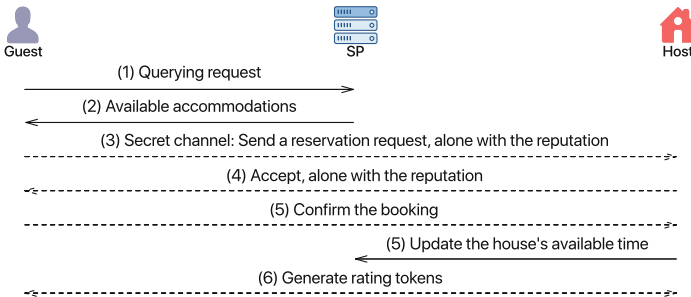 Guest
SP
Host
(1) Querying request
(2) Available accommodations
(3) Secret channel: Send a reservation request, alone with the reputation
(4) Accept, alone with the reputation
(5) Confirm the booking
(5) Update the house's available time
(6) Generate rating tokens